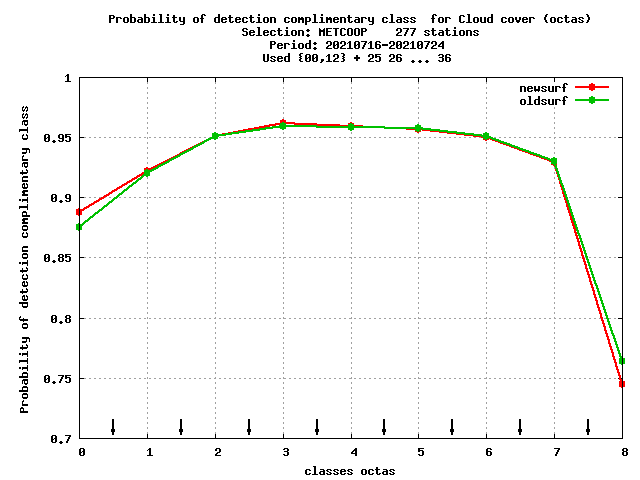 Probability of detection complimentary class  for Cloud cover (octas)
Selection: METCOOP    277 stations
Period: 20210716-20210724
Used {00,12} + 25 26 ... 36
newsurf
oldsurf
Probability of detection complimentary class
1
0.95
0.9
0.85
0.8
0.75
0.7
0 1 2 3 4 5 6 7 8
classes octas